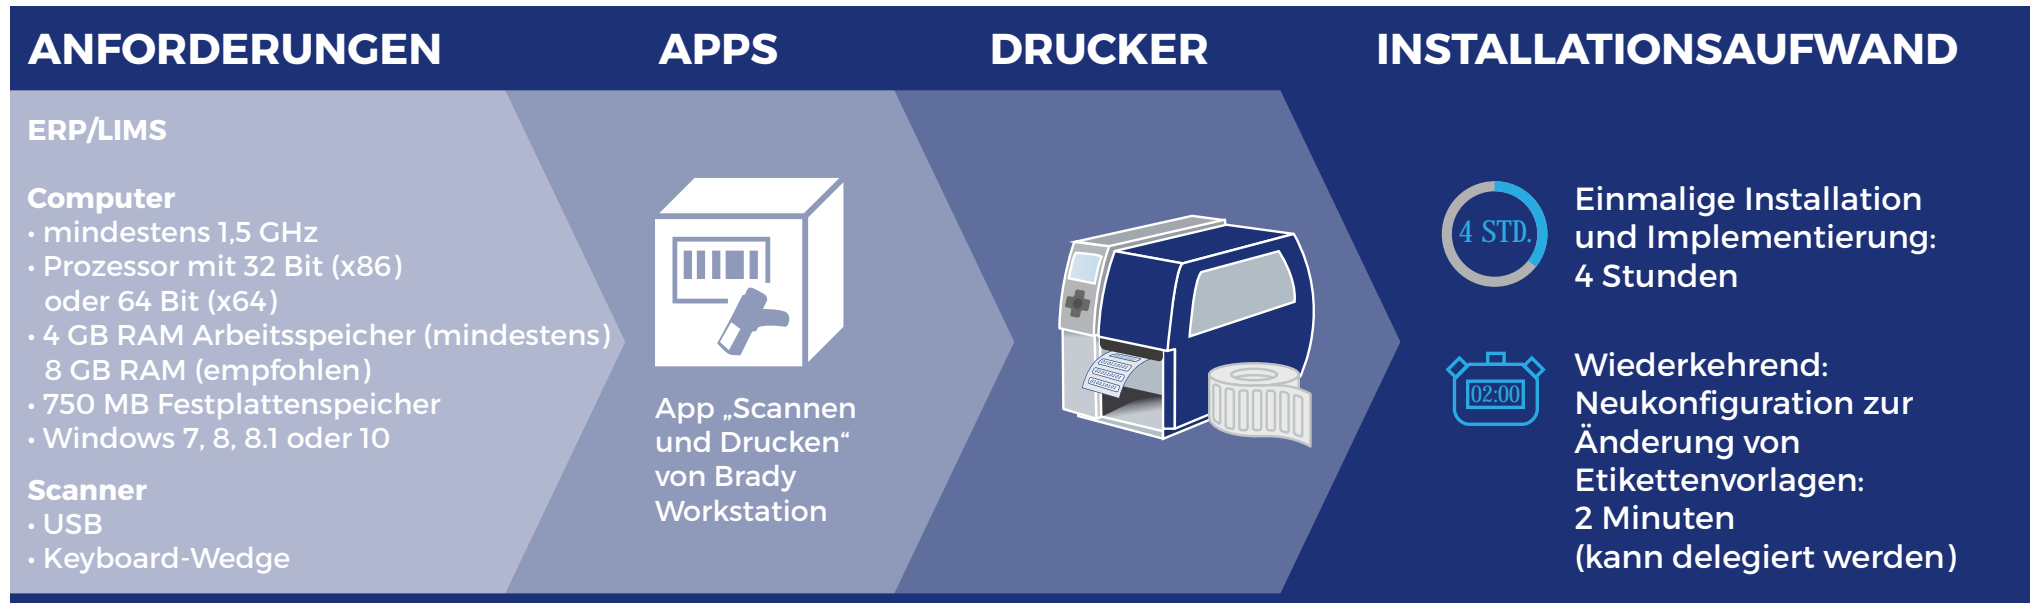 ANFORDERUNGEN
APPS
DRUCKER
INSTALLATIONSAUFWAND
ERP/LIMS
Computer
• mindestens 1,5 GHz
• Prozessor mit 32 Bit (x86)
oder 64 Bit (x64)
• 4 GB RAM Arbeitsspeicher (mindestens)
8 GB RAM (empfohlen)
• 750 MB Festplattenspeicher
• Windows 7, 8, 8.1 oder 10
Scanner
• USB
• Keyboard-Wedge
App „Scannen
und Drucken“
von Brady
Workstation
4 STD.
Einmalige Installation
und Implementierung:
4 Stunden
02:00
Wiederkehrend:
Neukonfiguration zur
Änderung von
Etikettenvorlagen:
2 Minuten
(kann delegiert werden)